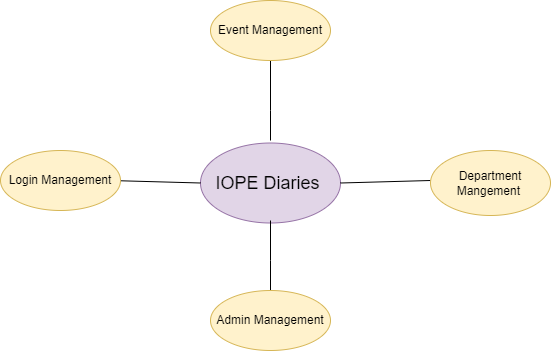 Event Management
Login Management
IOPE Diaries
Department
Mangement
Admin Management